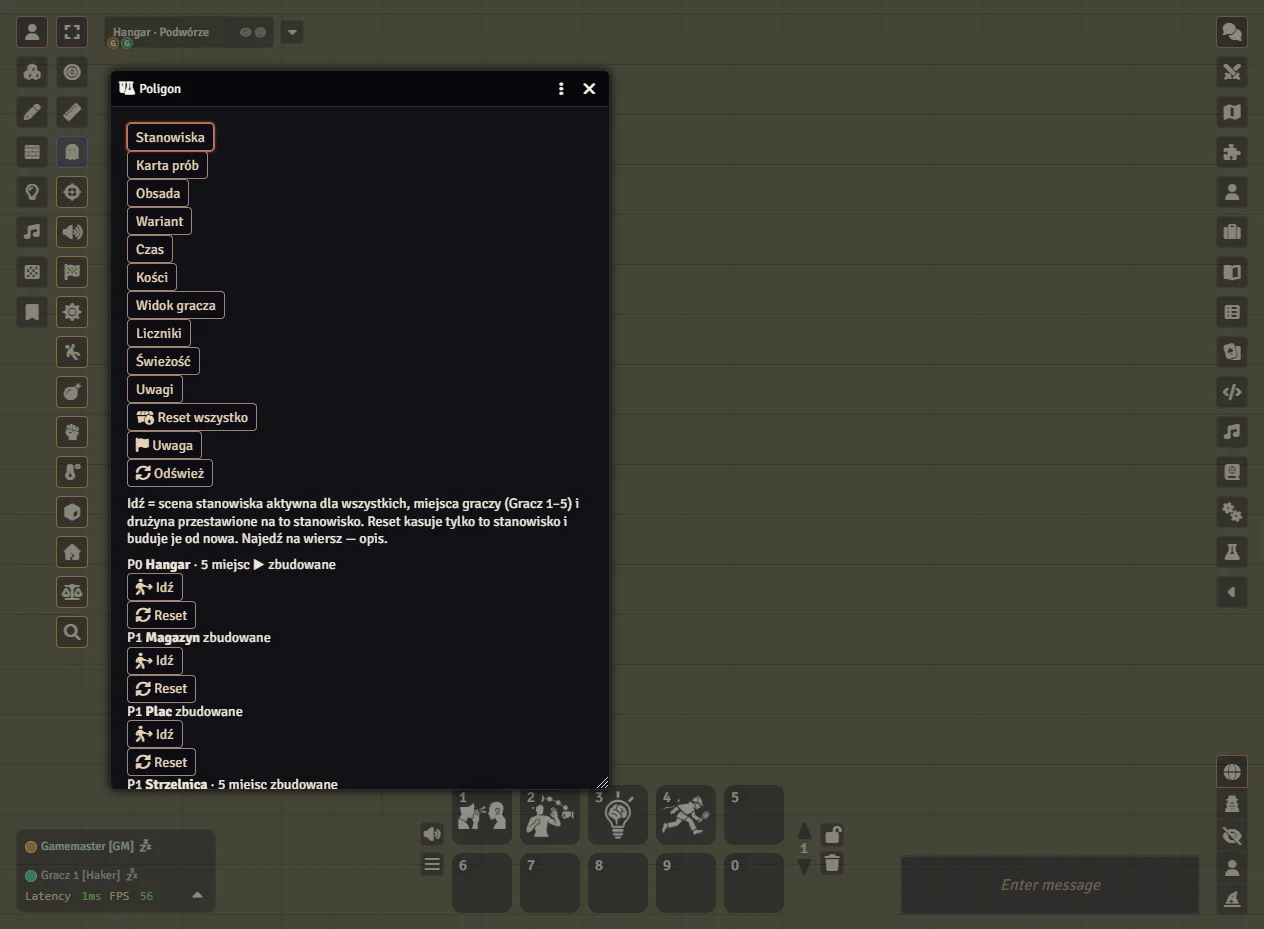 Hangar · Podwórze
G G
Poligon
Stanowiska
Karta prób
Obsada
Wariant
Czas
Kości
Widok gracza
Liczniki
Świeżość
Uwagi
Reset wszystko
Uwaga
Odśwież
Idź = scena stanowiska aktywna dla wszystkich, miejsca graczy (Gracz 1–5) i
drużyna przestawione na to stanowisko. Reset kasuje tylko to stanowisko i
buduje je od nowa. Najedź na wiersz — opis.
P0 Hangar · 5 miejsc ▶ zbudowane
Idź
Reset
P1 Magazyn zbudowane
Idź
Reset
P1 Plac zbudowane
Idź
Reset
P1 Strzelnica · 5 miejsc zbudowane
1 2 3 4 5
1
6 7 8 9 0
Gamemaster [GM]
Gracz 1 [Haker]
Latency 1ms FPS 56
Enter message